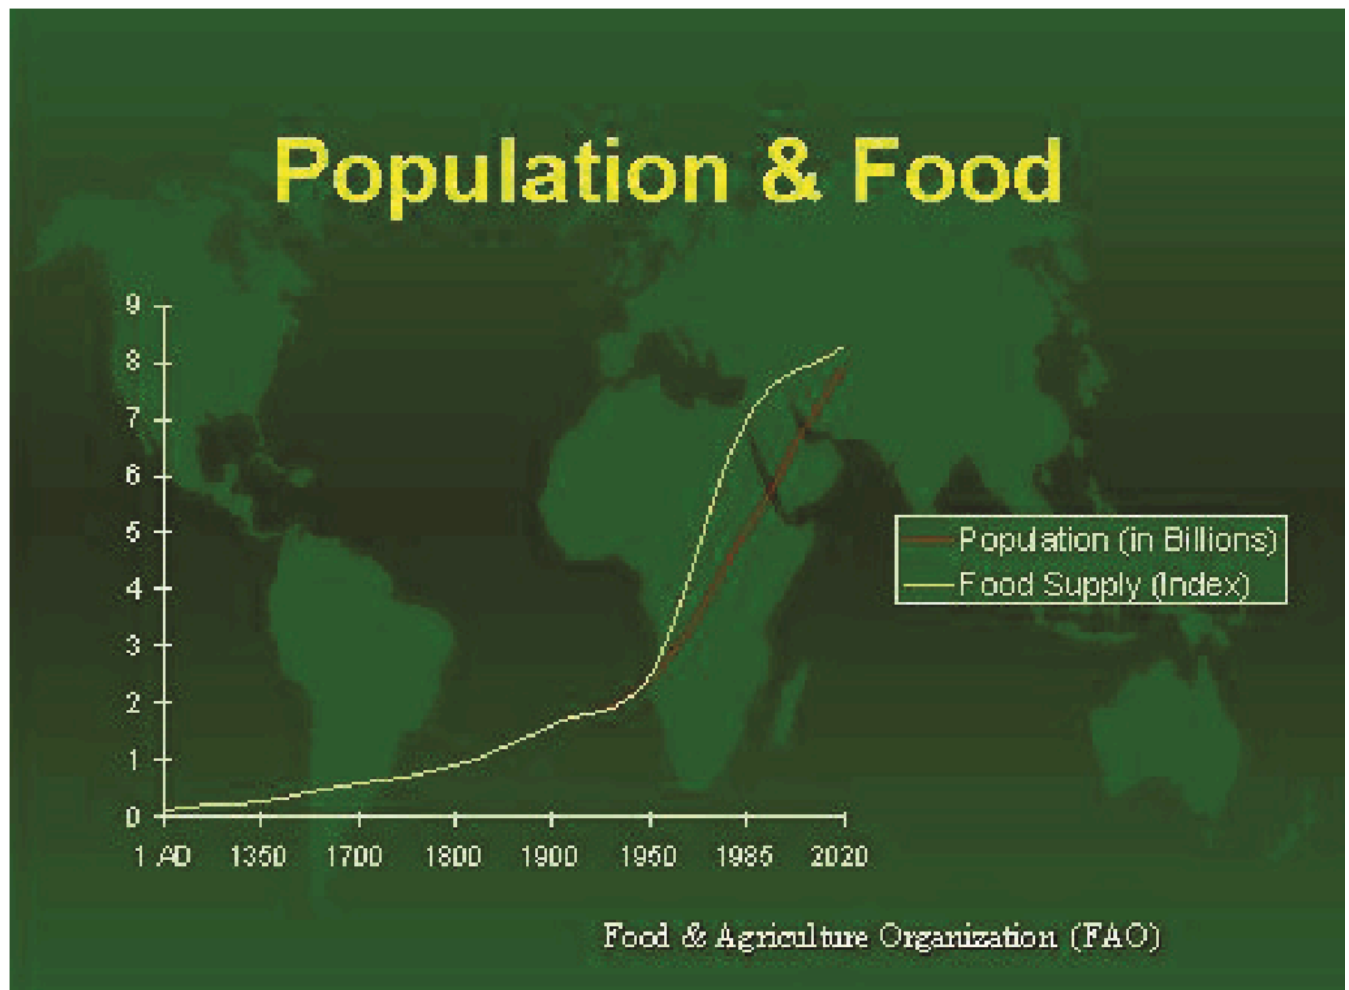 Population & Food
9
8
7
6
5
4
3
2
1
0
1 AD 1350 1700 1800 1900 1950 1985 2020
Population (in Billions)
Food Supply (Index)
Food & Agriculture Organization (FAO)